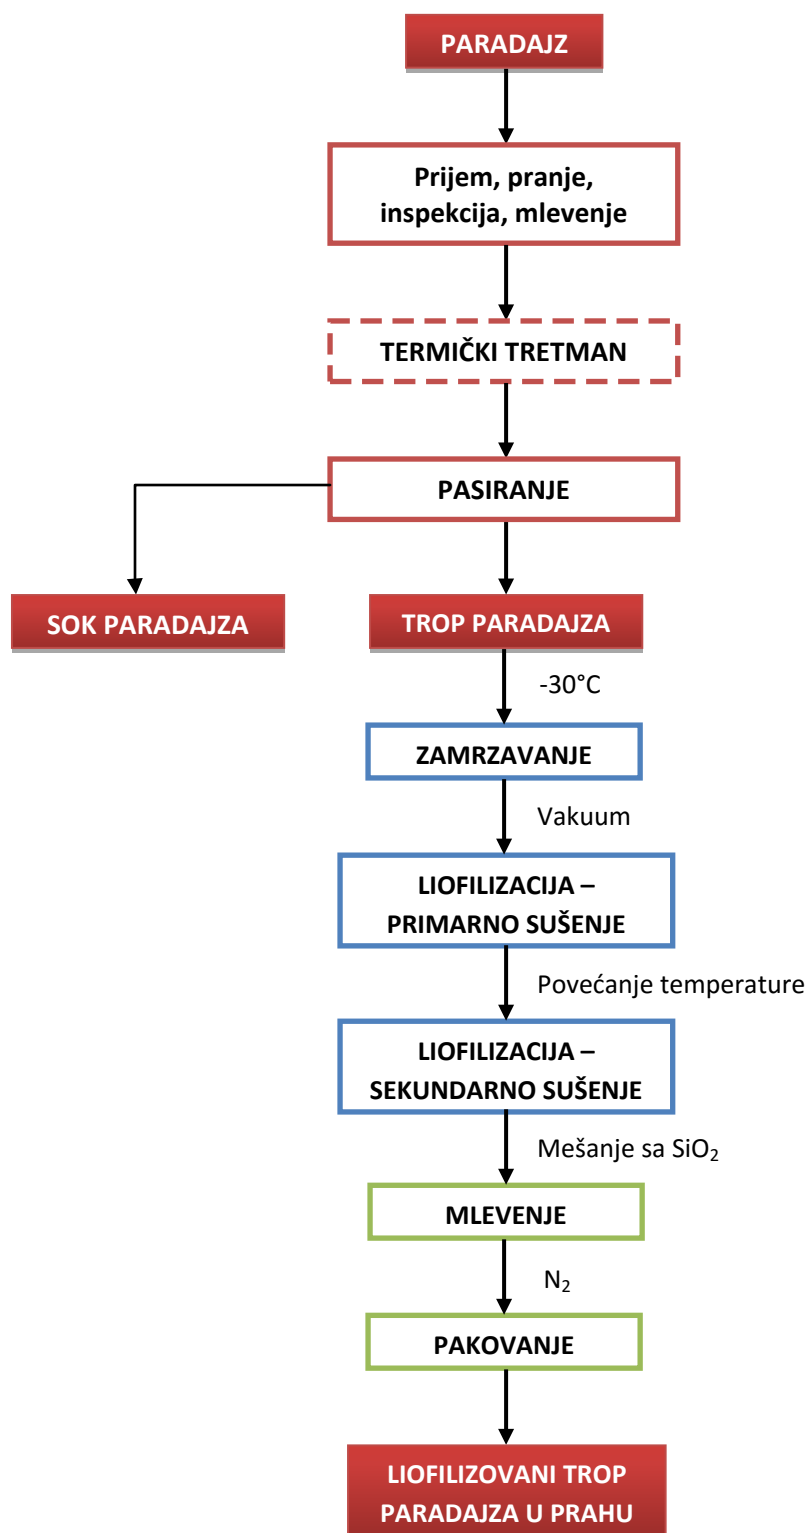 PARADAJZ
Prijem, pranje,
inspekcija, mlevenje
TERMIČKI TRETMAN
PASIRANJE
SOK PARADAJZA
TROP PARADAJZA
-30°C
ZAMRZAVANJE
Vakuum
LIOFILIZACIJA –
PRIMARNO SUŠENJE
Povećanje temperature
LIOFILIZACIJA –
SEKUNDARNO SUŠENJE
Mešanje sa SiO₂
MLEVENJE
N₂
PAKOVANJE
LIOFILIZOVANI TROP
PARADAJZA U PRAHU